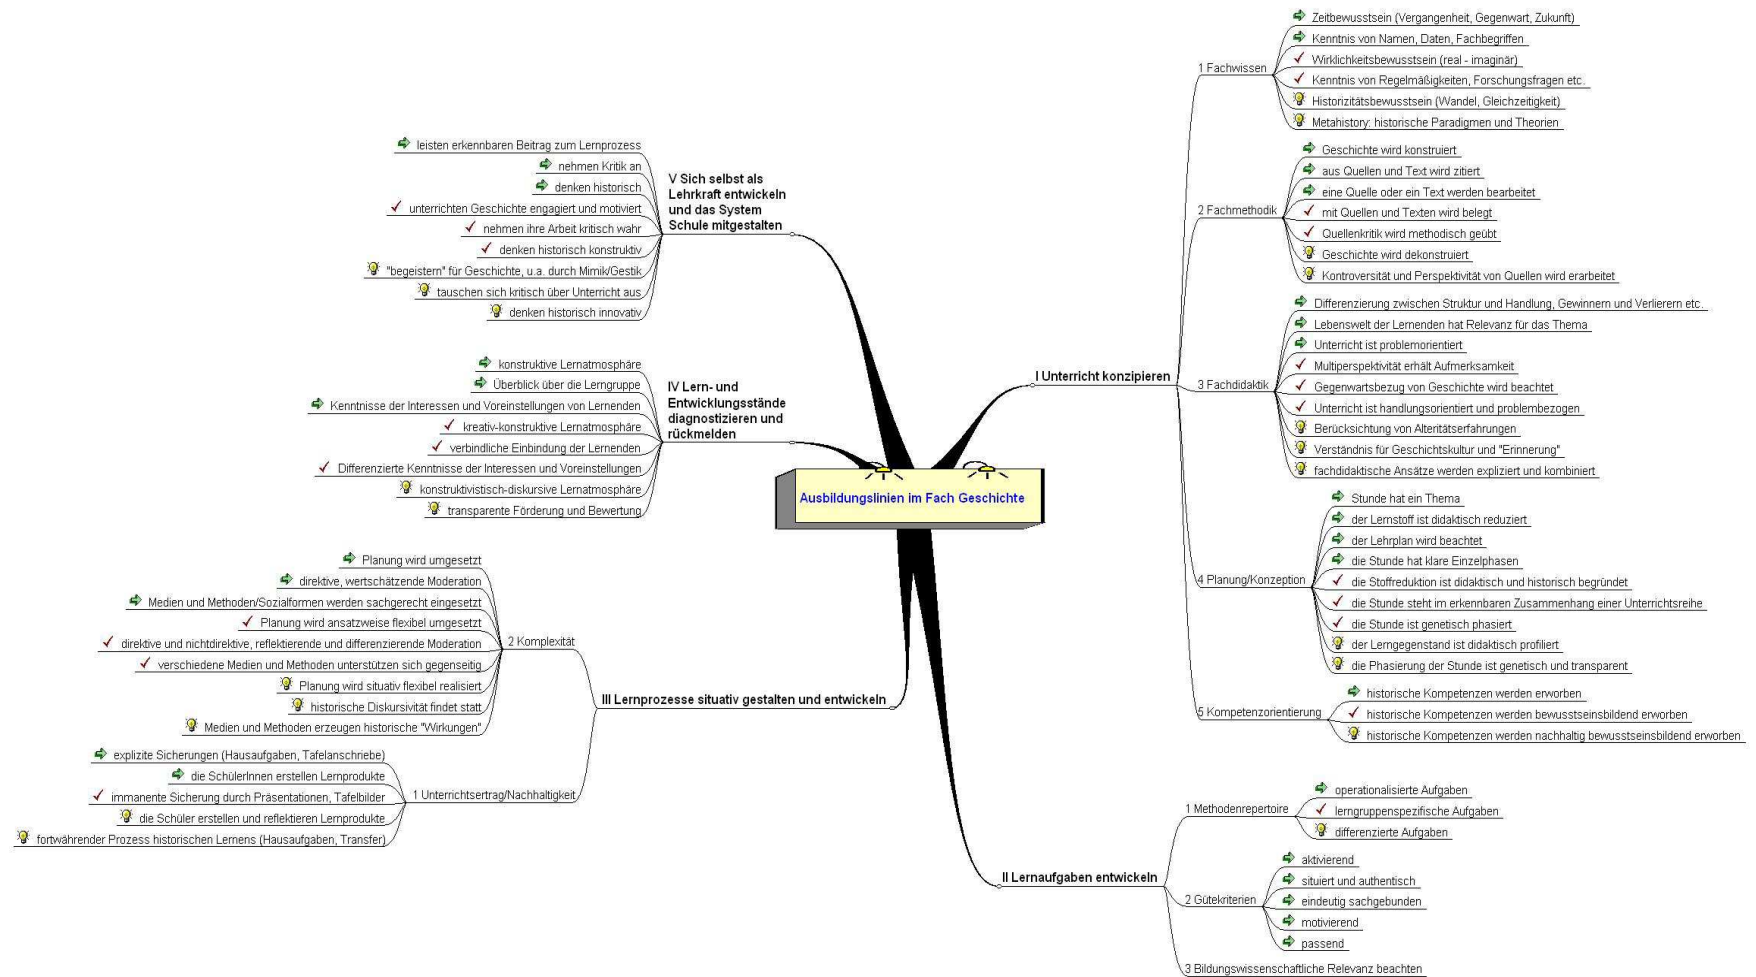 Ausbildungslinien im Fach Geschichte
I Unterricht konzipieren
1 Fachwissen
Zeitbewusstsein (Vergangenheit, Gegenwart, Zukunft)
Kenntnis von Namen, Daten, Fachbegriffen
Wirklichkeitsbewusstsein (real - imaginär)
Kenntnis von Regelmäßigkeiten, Forschungsfragen etc.
Historizitätsbewusstsein (Wandel, Gleichzeitigkeit)
Metahistory: historische Paradigmen und Theorien
2 Fachmethodik
Geschichte wird konstruiert
aus Quellen und Text wird zitiert
eine Quelle oder ein Text werden bearbeitet
mit Quellen und Texten wird belegt
Quellenkritik wird methodisch geübt
Geschichte wird dekonstruiert
Kontroversität und Perspektivität von Quellen wird erarbeitet
3 Fachdidaktik
Differenzierung zwischen Struktur und Handlung, Gewinnern und Verlierern etc.
Lebenswelt der Lernenden hat Relevanz für das Thema
Unterricht ist problemorientiert
Multiperspektivität erhält Aufmerksamkeit
Gegenwartsbezug von Geschichte wird beachtet
Unterricht ist handlungsorientiert und problembezogen
Berücksichtung von Alteritätserfahrungen
Verständnis für Geschichtskultur und "Erinnerung"
fachdidaktische Ansätze werden expliziert und kombiniert
4 Planung/Konzeption
Stunde hat ein Thema
der Lernstoff ist didaktisch reduziert
der Lehrplan wird beachtet
die Stunde hat klare Einzelphasen
die Stoffreduktion ist didaktisch und historisch begründet
die Stunde steht im erkennbaren Zusammenhang einer Unterrichtsreihe
die Stunde ist genetisch phasiert
der Lerngegenstand ist didaktisch profiliert
die Phasierung der Stunde ist genetisch und transparent
5 Kompetenzorientierung
historische Kompetenzen werden erworben
historische Kompetenzen werden bewusstseinsbildend erworben
historische Kompetenzen werden nachhaltig bewusstseinsbildend erworben
II Lernaufgaben entwickeln
1 Methodenrepertoire
operationalisierte Aufgaben
lerngruppenspezifische Aufgaben
differenzierte Aufgaben
2 Gütekriterien
aktivierend
situiert und authentisch
eindeutig sachgebunden
motivierend
passend
3 Bildungswissenschaftliche Relevanz beachten
III Lernprozesse situativ gestalten und entwickeln
2 Komplexität
Planung wird umgesetzt
direktive, wertschätzende Moderation
Medien und Methoden/Sozialformen werden sachgerecht eingesetzt
Planung wird ansatzweise flexibel umgesetzt
direktive und nichtdirektive, reflektierende und differenzierende Moderation
verschiedene Medien und Methoden unterstützen sich gegenseitig
Planung wird situativ flexibel realisiert
historische Diskursivität findet statt
Medien und Methoden erzeugen historische "Wirkungen"
1 Unterrichtsertrag/Nachhaltigkeit
explizite Sicherungen (Hausaufgaben, Tafelanschriebe)
die SchülerInnen erstellen Lernprodukte
immanente Sicherung durch Präsentationen, Tafelbilder
die Schüler erstellen und reflektieren Lernprodukte
fortwährender Prozess historischen Lernens (Hausaufgaben, Transfer)
IV Lern- und
Entwicklungsstände
diagnostizieren und
rückmelden
konstruktive Lernatmosphäre
Überblick über die Lerngruppe
Kenntnisse der Interessen und Voreinstellungen von Lernenden
kreativ-konstruktive Lernatmosphäre
verbindliche Einbindung der Lernenden
Differenzierte Kenntnisse der Interessen und Voreinstellungen
konstruktivistisch-diskursive Lernatmosphäre
transparente Förderung und Bewertung
V Sich selbst als
Lehrkraft entwickeln
und das System
Schule mitgestalten
leisten erkennbaren Beitrag zum Lernprozess
nehmen Kritik an
denken historisch
unterrichten Geschichte engagiert und motiviert
nehmen ihre Arbeit kritisch wahr
denken historisch konstruktiv
"begeistern" für Geschichte, u.a. durch Mimik/Gestik
tauschen sich kritisch über Unterricht aus
denken historisch innovativ